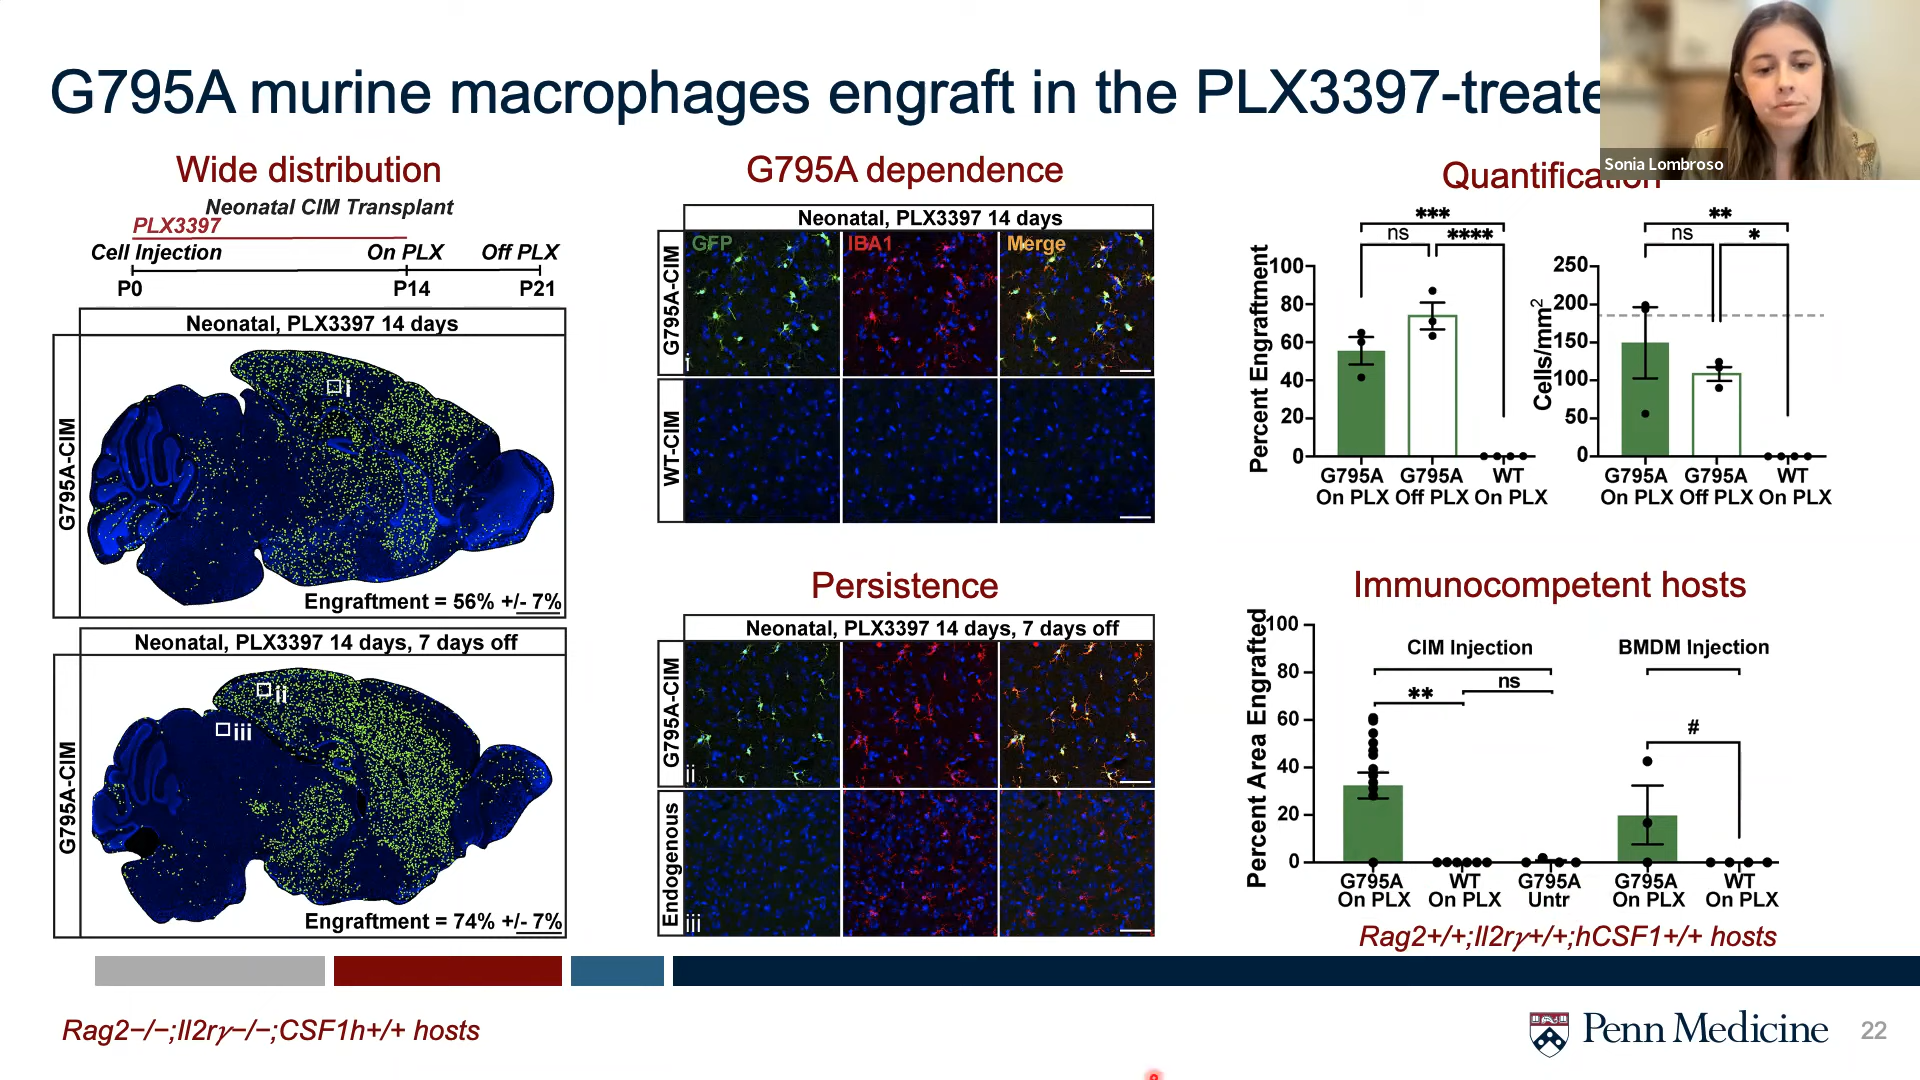 G795A murine macrophages engraft in the PLX3397-treate
Sonia Lombroso
Wide distribution
Neonatal CIM Transplant
PLX3397
Cell Injection On PLX Off PLX
P0 P14 P21
Neonatal, PLX3397 14 days
G795A-CIM
i
Engraftment = 56% +/- 7%
Neonatal, PLX3397 14 days, 7 days off
G795A-CIM
ii
iii
Engraftment = 74% +/- 7%
G795A dependence
Neonatal, PLX3397 14 days
GFP IBA1 Merge
G795A-CIM
i
WT-CIM
Persistence
Neonatal, PLX3397 14 days, 7 days off
G795A-CIM
ii
Endogenous
iii
Quantification
***
ns ****
Percent Engraftment
100
80
60
40
20
0
G795A G795A WT
On PLX Off PLX On PLX
**
ns *
Cells/mm2
250
200
150
100
50
0
G795A G795A WT
On PLX Off PLX On PLX
Immunocompetent hosts
Percent Area Engrafted
100
80
60
40
20
0
CIM Injection BMDM Injection
** ns
#
G795A WT G795A G795A WT
On PLX On PLX Untr On PLX On PLX
Rag2+/+;Il2rγ+/+;hCSF1+/+ hosts
Rag2−/−;Il2rγ−/−;CSF1h+/+ hosts
Penn Medicine
22